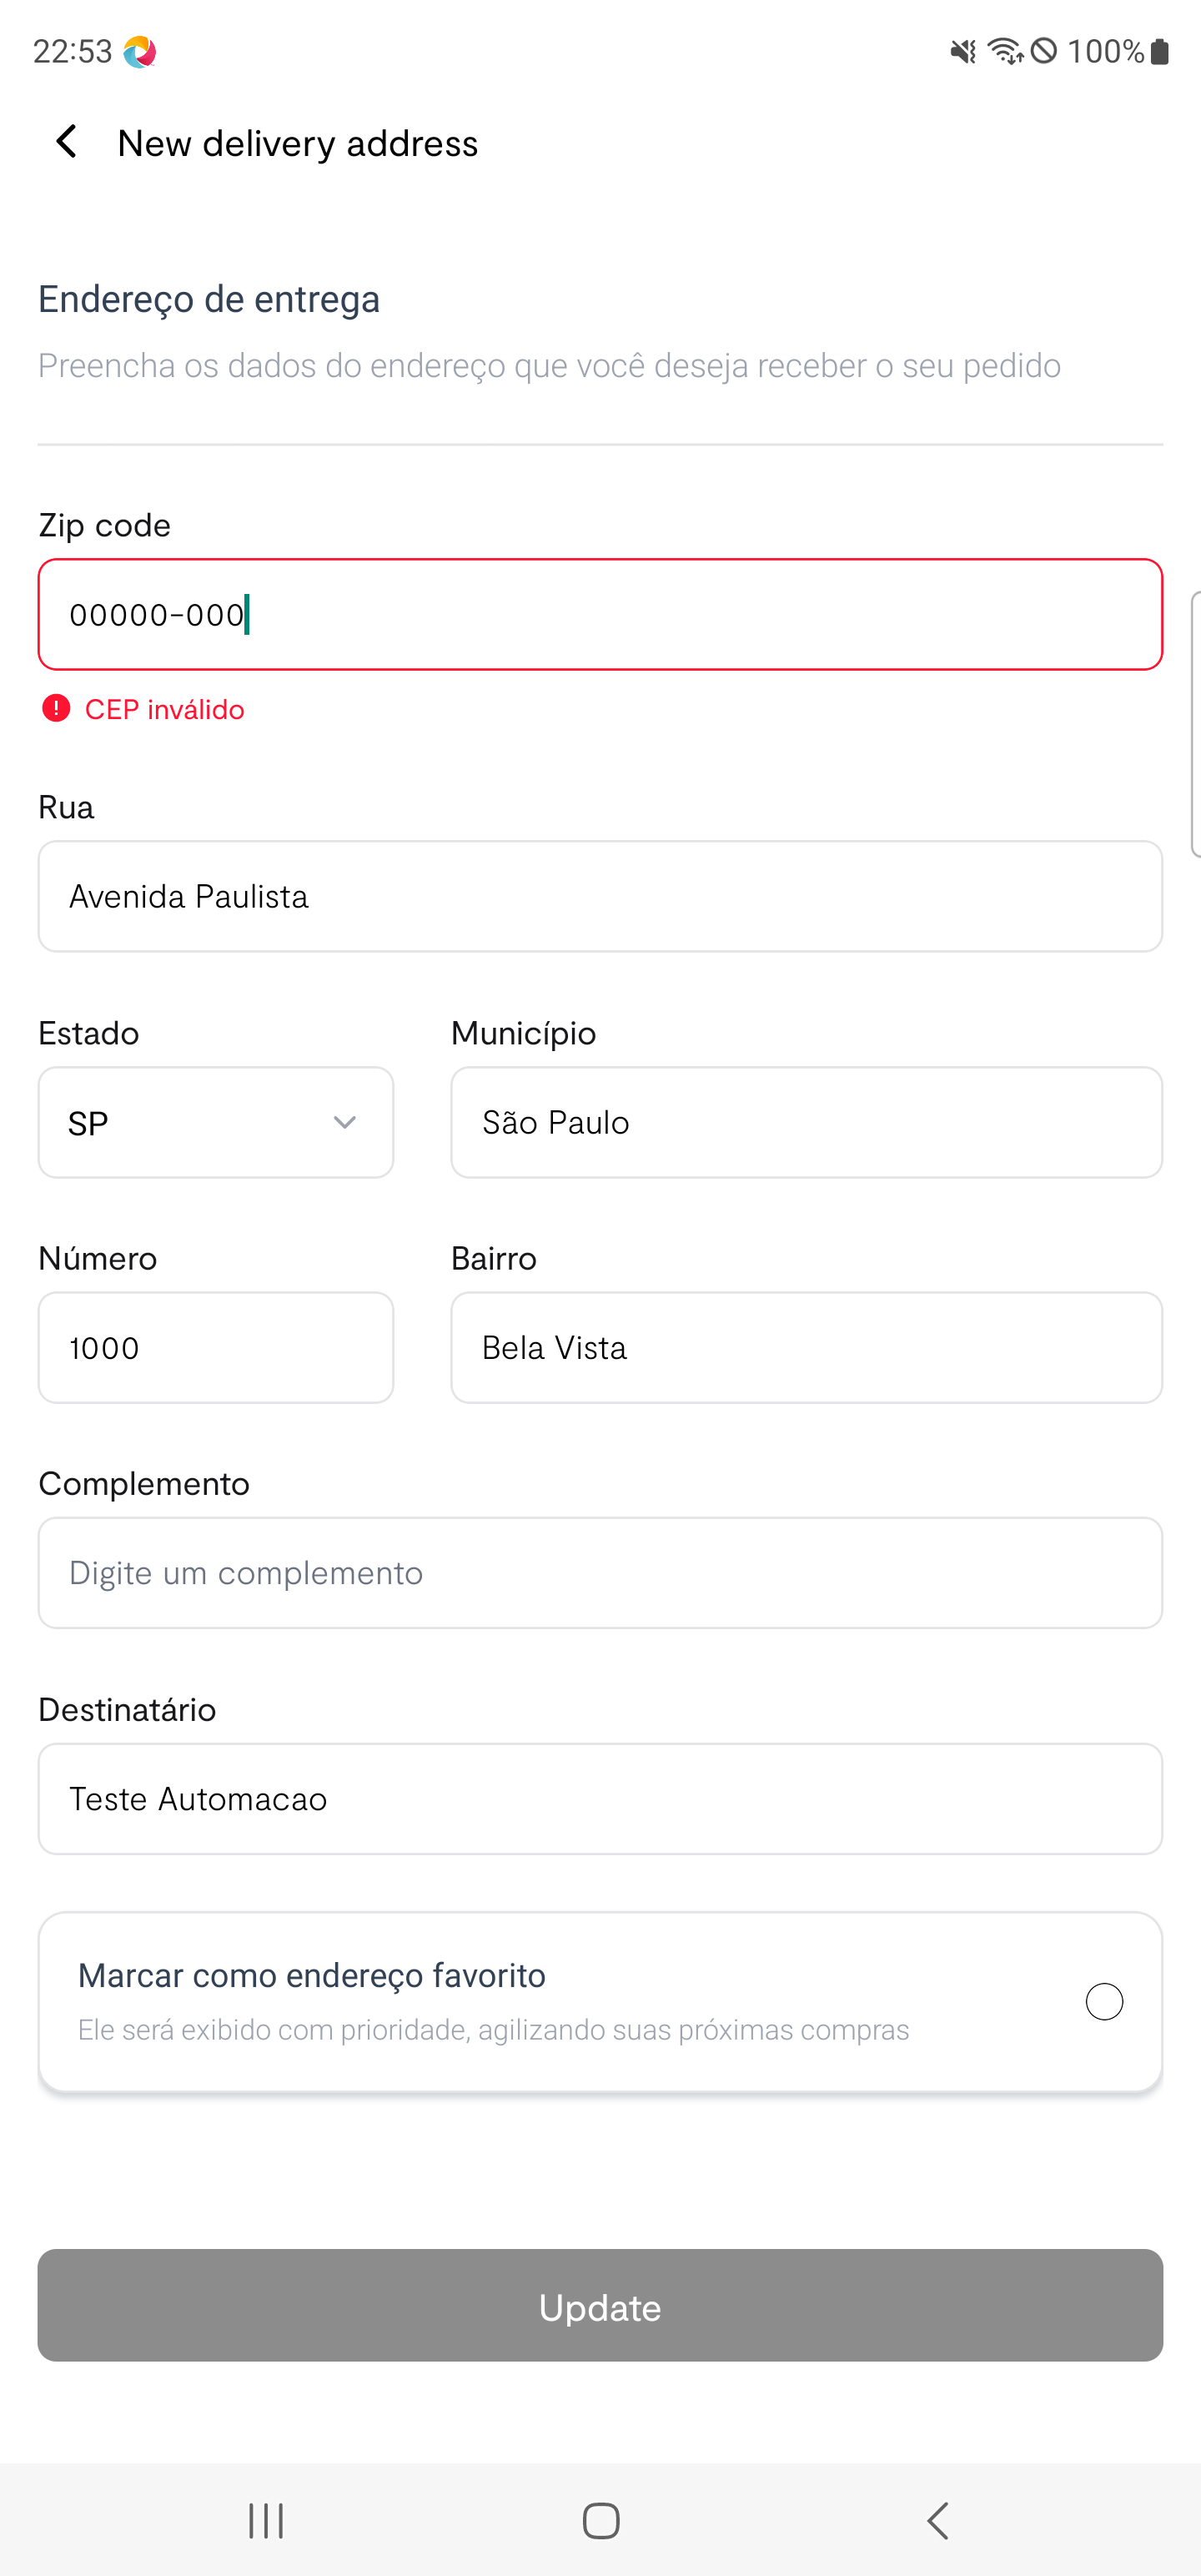 22:53
100%
New delivery address
Endereço de entrega
Preencha os dados do endereço que você deseja receber o seu pedido
Zip code
00000-000
CEP inválido
Rua
Avenida Paulista
Estado
Município
SP
São Paulo
Número
Bairro
1000
Bela Vista
Complemento
Digite um complemento
Destinatário
Teste Automacao
Marcar como endereço favorito
Ele será exibido com prioridade, agilizando suas próximas compras
Update